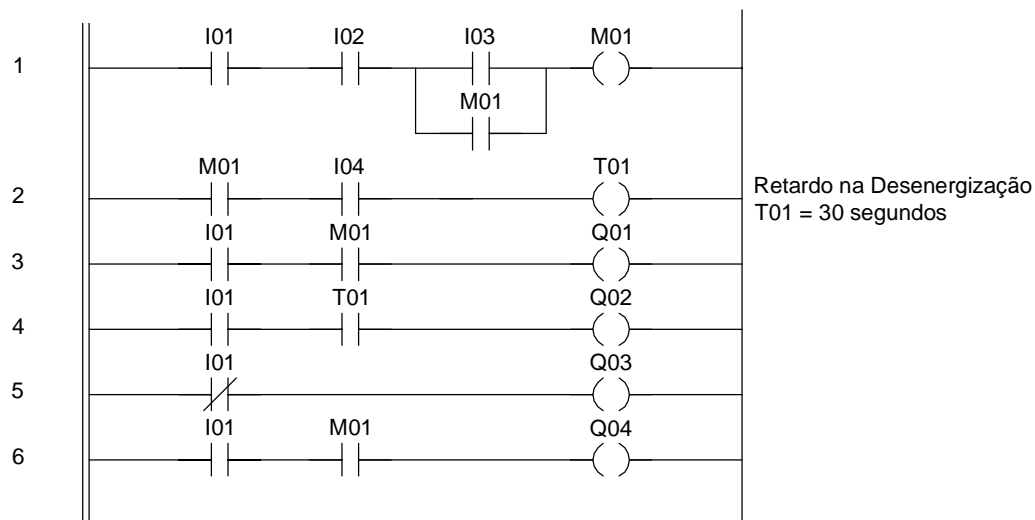 I01 I02 I03 M01
1
M01
M01 I04 T01
2
Retardo na Desenergização
T01 = 30 segundos
I01 M01 Q01
3
I01 T01 Q02
4
I01 Q03
5
I01 M01 Q04
6